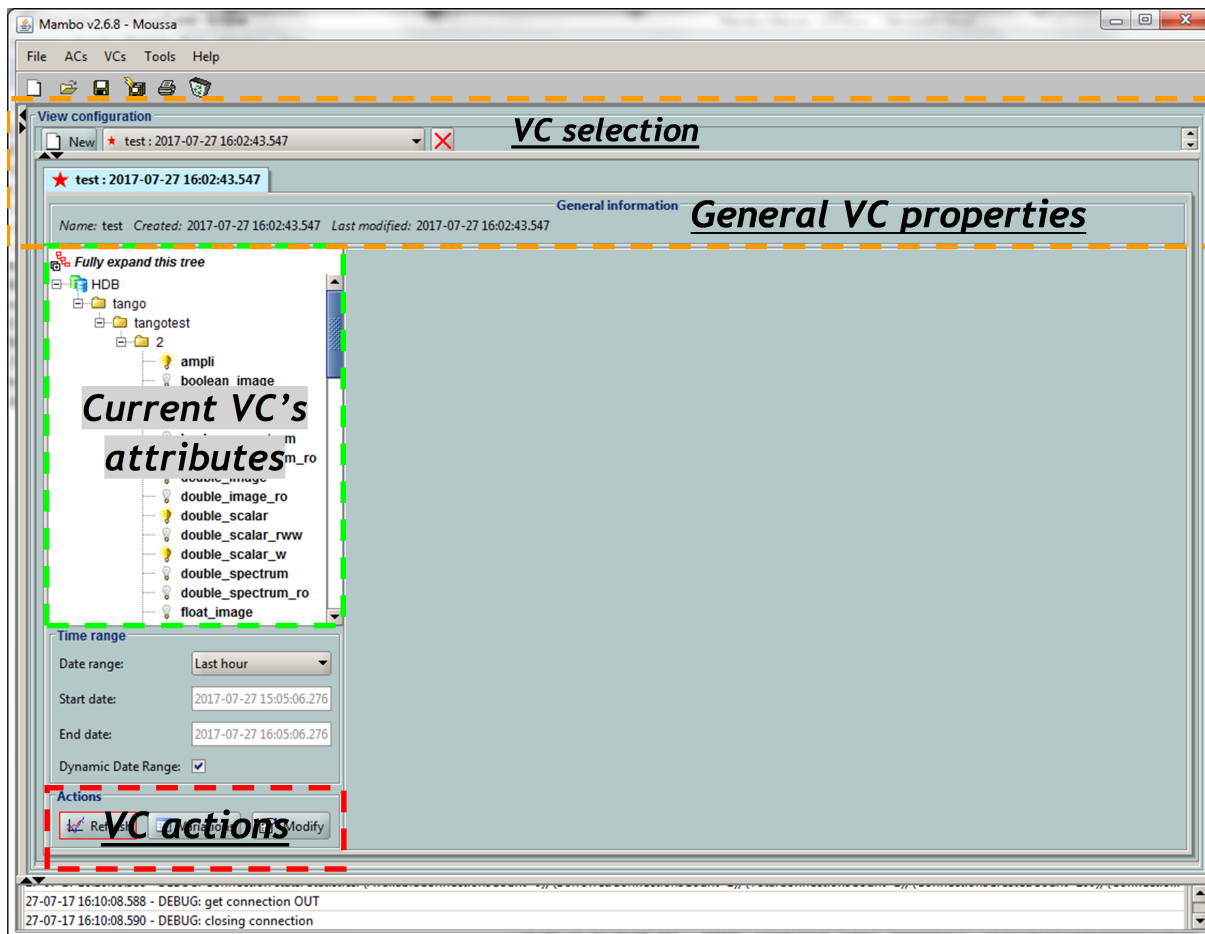 Mambo v2.6.8 - Moussa
File ACs VCs Tools Help
View configuration
New test : 2017-07-27 16:02:43.547 VC selection
test : 2017-07-27 16:02:43.547
General information
Name: test Created: 2017-07-27 16:02:43.547 Last modified: 2017-07-27 16:02:43.547 General VC properties
Fully expand this tree
HDB
tango
tangotest
2
ampli
boolean_image
Current VC's
attributes
m
m_ro
double_image
double_image_ro
double_scalar
double_scalar_rww
double_scalar_w
double_spectrum
double_spectrum_ro
float_image
Time range
Date range: Last hour
Start date: 2017-07-27 15:05:06.276
End date: 2017-07-27 16:05:06.276
Dynamic Date Range:
Actions
Refresh Variations Modify
VC actions
27-07-17 16:10:08.588 - DEBUG: get connection OUT
27-07-17 16:10:08.590 - DEBUG: closing connection